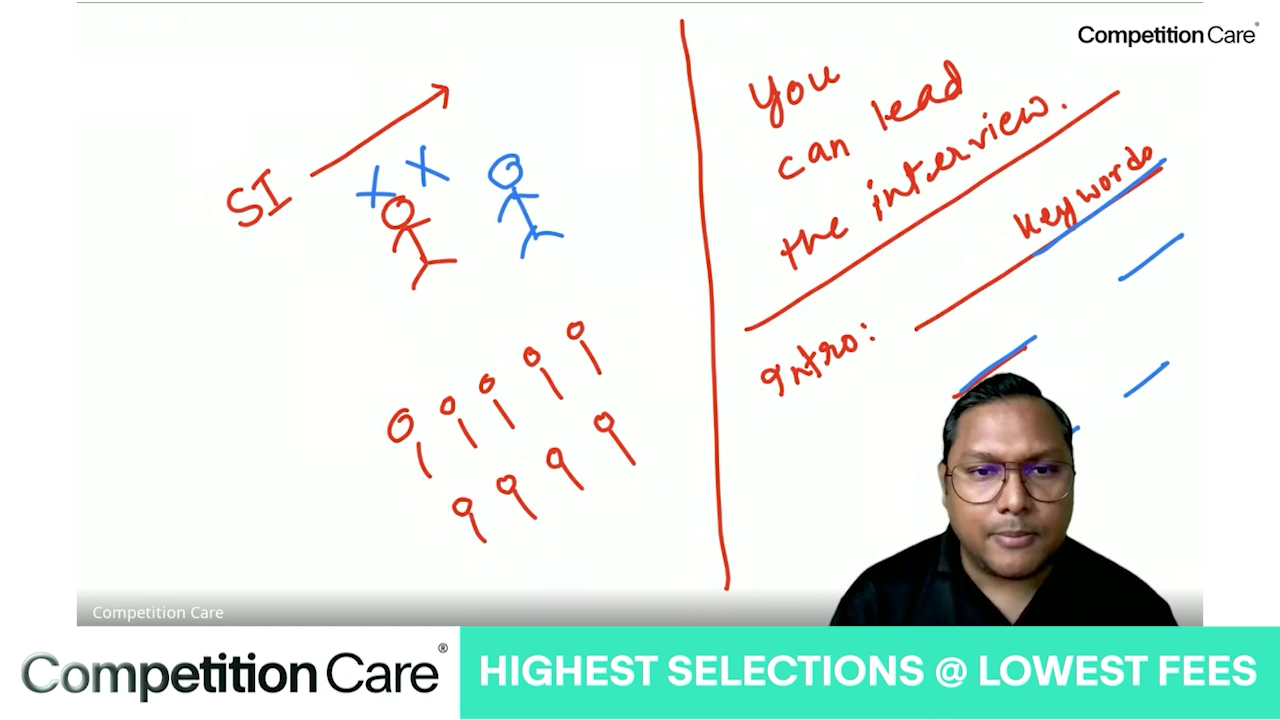 Competition Care®
SI
X X
You
can lead
the interview.
Keywords
Intro:
Competition Care
Competition Care®
HIGHEST SELECTIONS @ LOWEST FEES